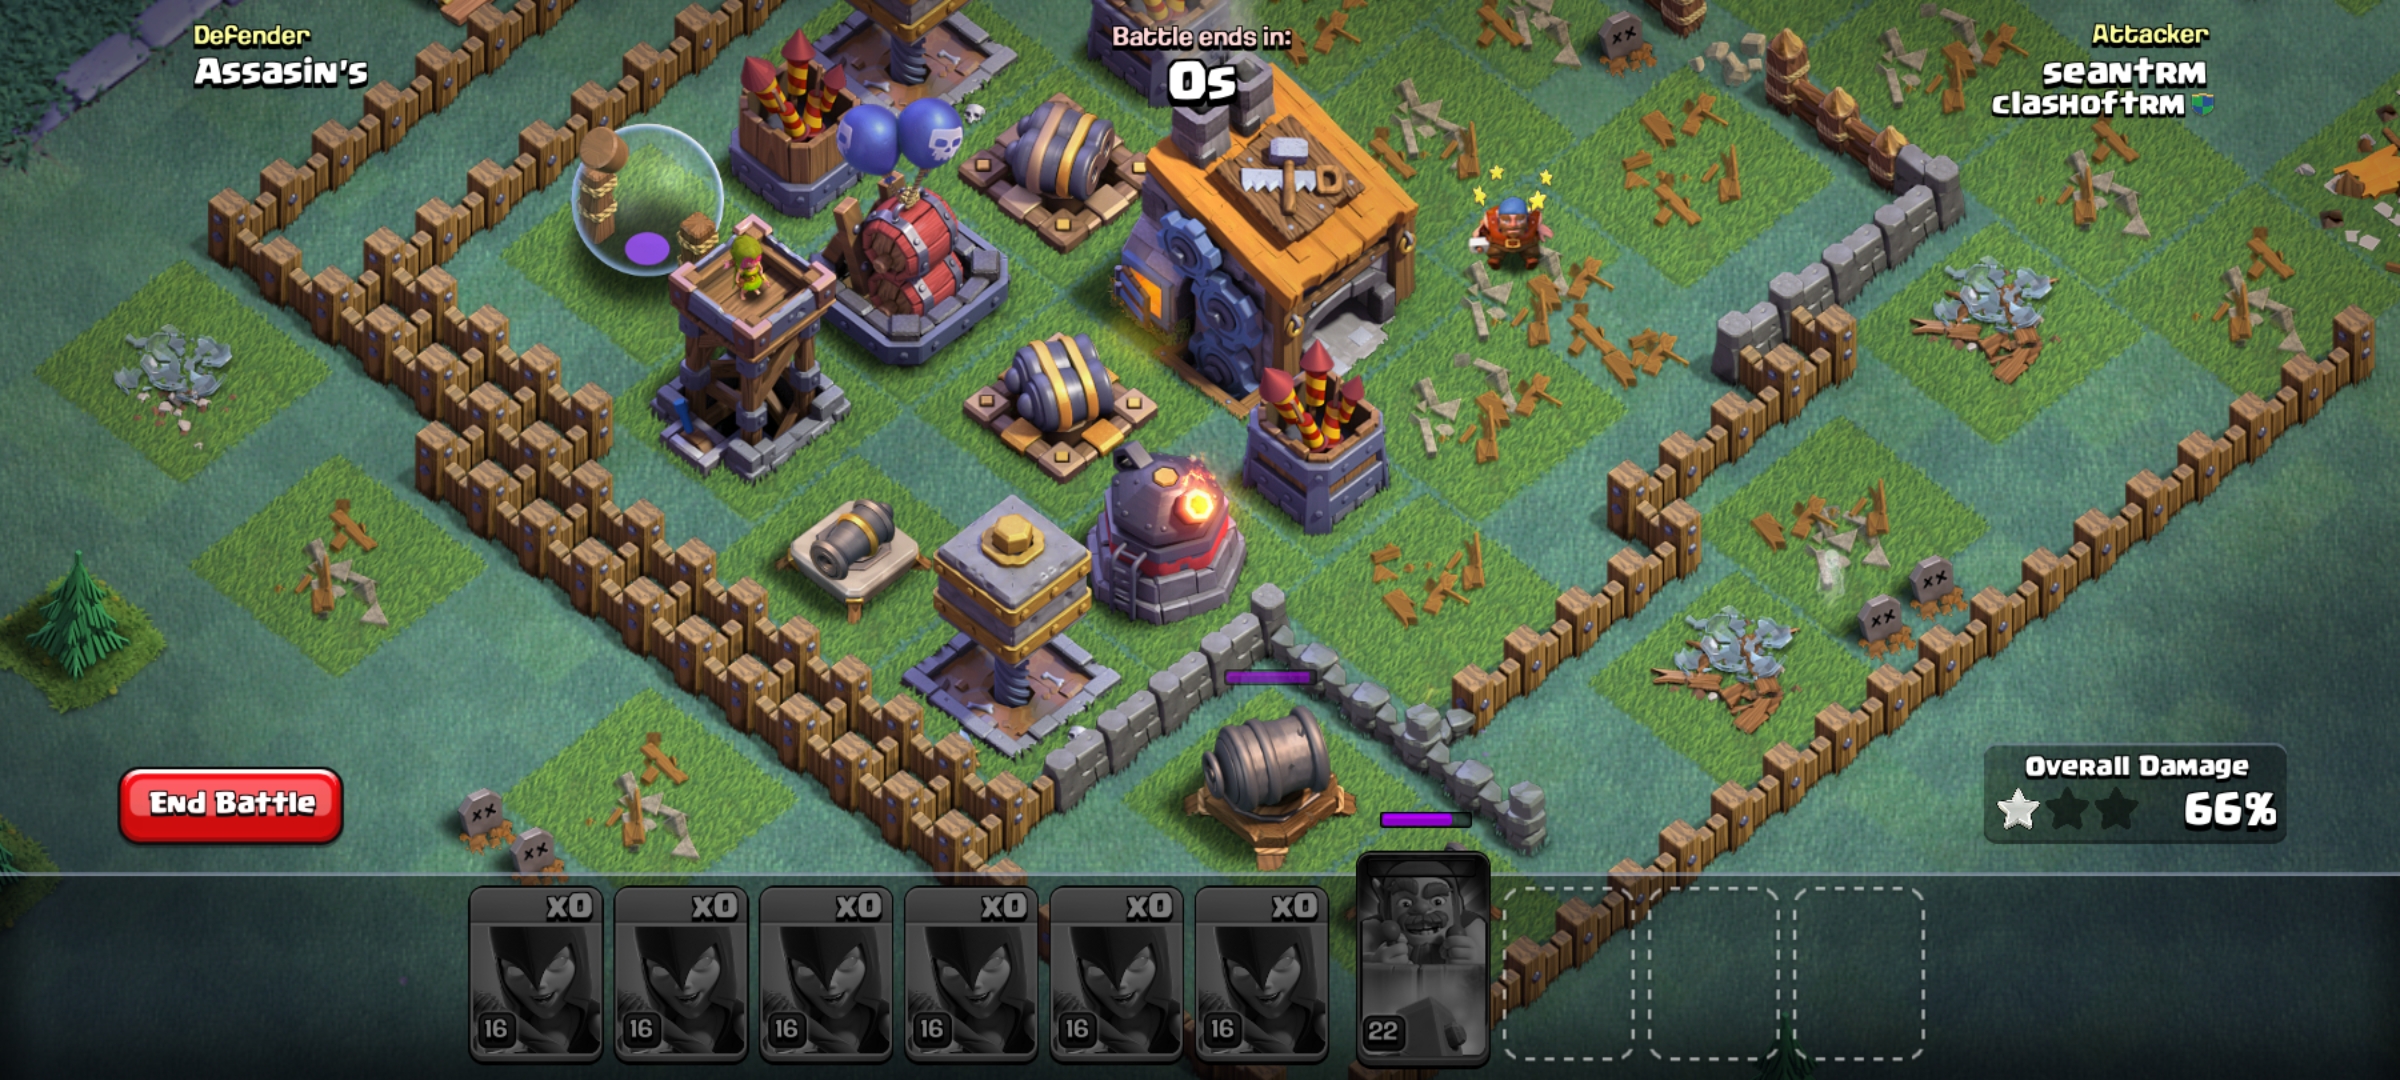 Defender
Assasin's
Battle ends in:
0s
Attacker
seantRM
clashoftRM
End Battle
Overall Damage
66%
x0 x0 x0 x0 x0 x0
16 16 16 16 16 16 22